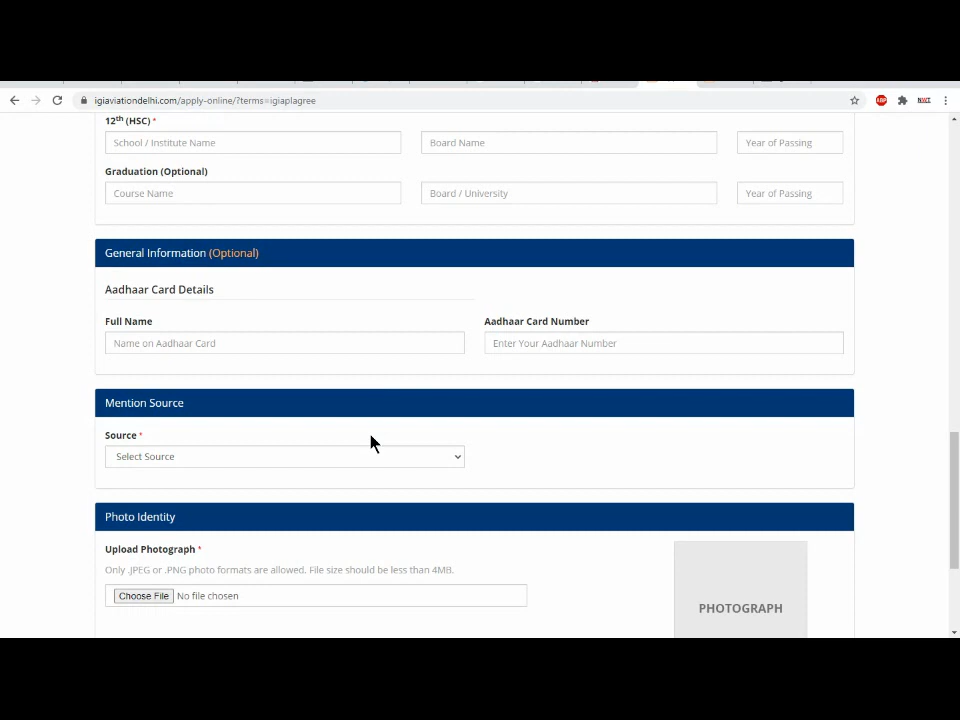 igiaviationdelhi.com/apply-online/?terms=igiaplagree
ABP
12th (HSC) *
School / Institute Name Board Name Year of Passing
Graduation (Optional)
Course Name Board / University Year of Passing
General Information (Optional)
Aadhaar Card Details
Full Name Aadhaar Card Number
Name on Aadhaar Card Enter Your Aadhaar Number
Mention Source
Source *
Select Source
Photo Identity
Upload Photograph *
Only .JPEG or .PNG photo formats are allowed. File size should be less than 4MB.
Choose File No file chosen
PHOTOGRAPH